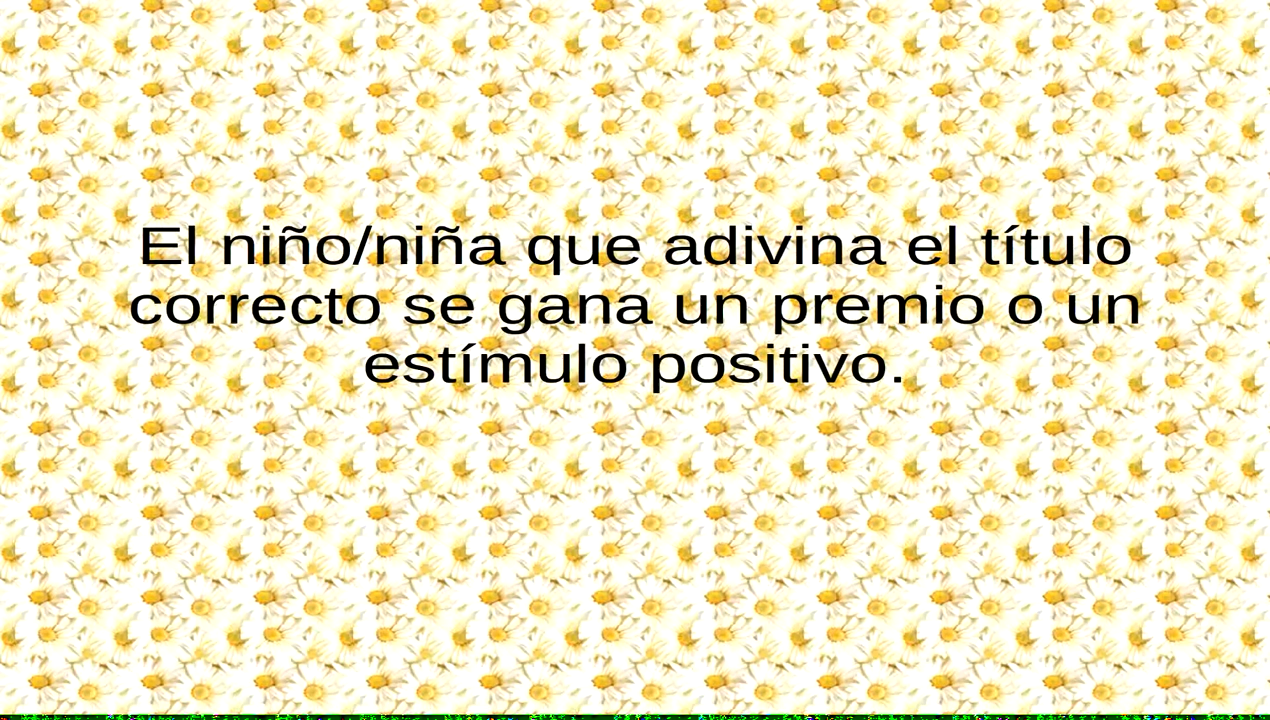 El niño/niña que adivina el título
correcto se gana un premio o un
estímulo positivo.